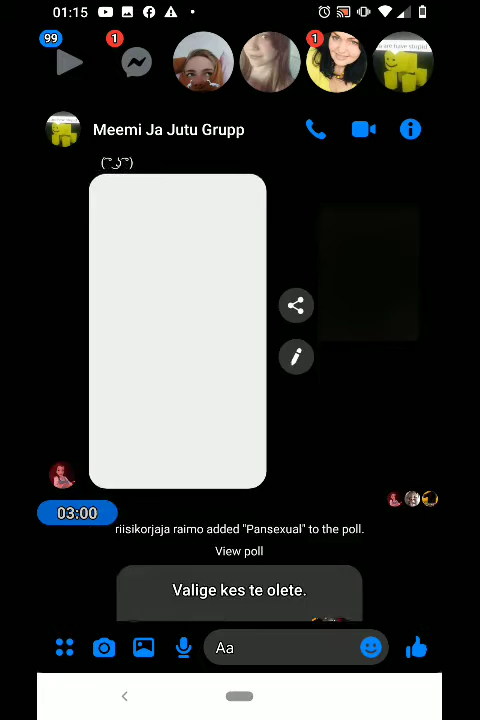 01:15
99
1
1
Meemi Ja Jutu Grupp
( ͡° ͜ʖ ͡°)
03:00
riisikorjaja raimo added "Pansexual" to the poll.
View poll
Valige kes te olete.
Aa